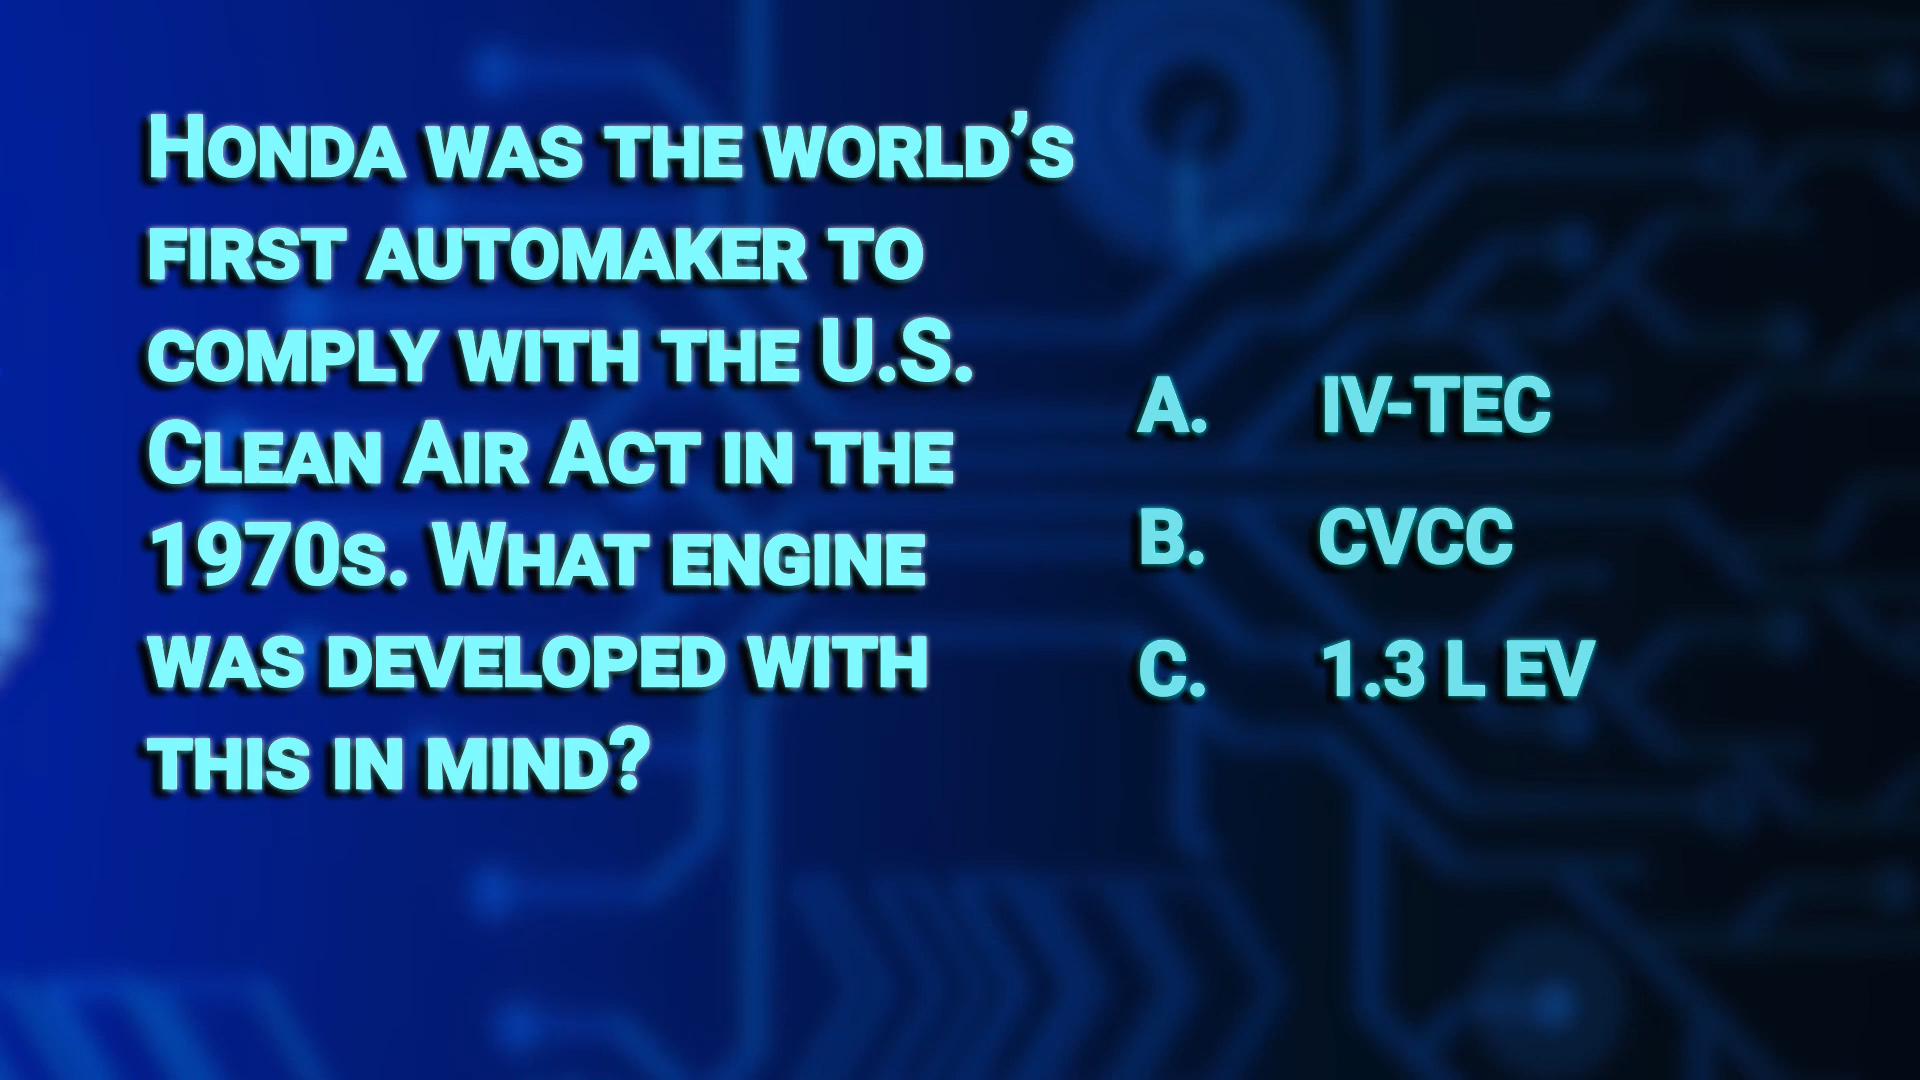 Honda was the world’s
first automaker to
comply with the U.S.
Clean Air Act in the
1970s. What engine
was developed with
this in mind?
A. IV-TEC
B. CVCC
C. 1.3 L EV